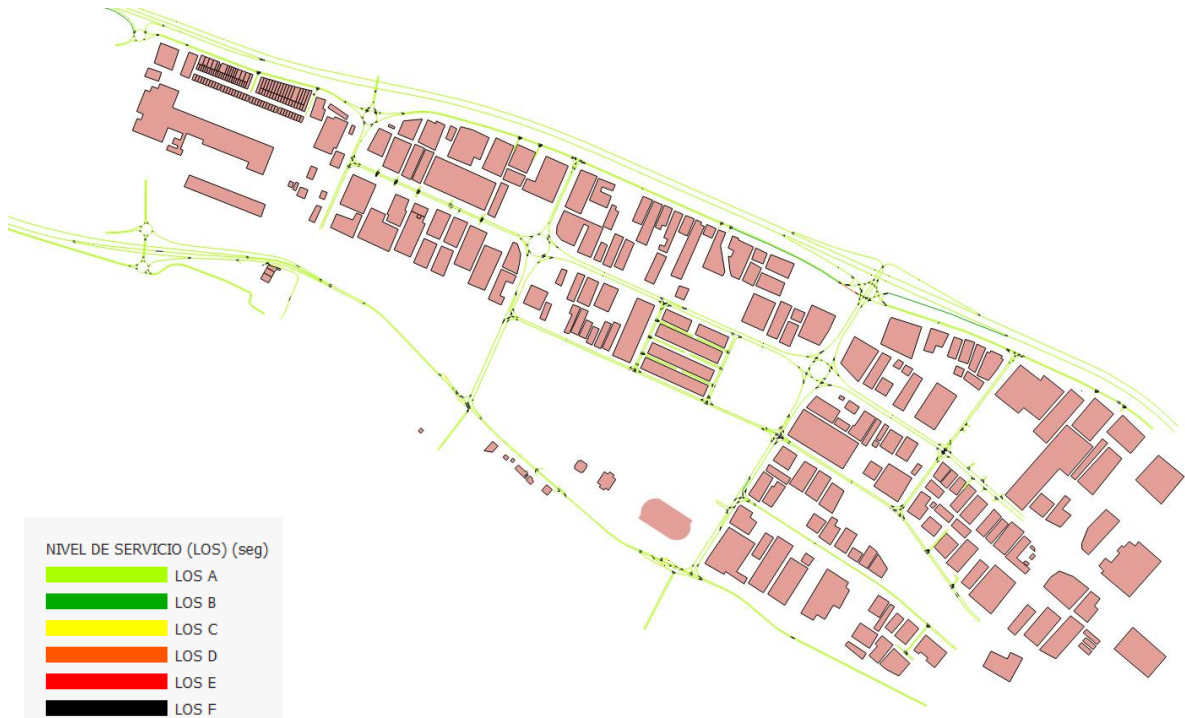 NIVEL DE SERVICIO (LOS) (seg)
LOS A
LOS B
LOS C
LOS D
LOS E
LOS F